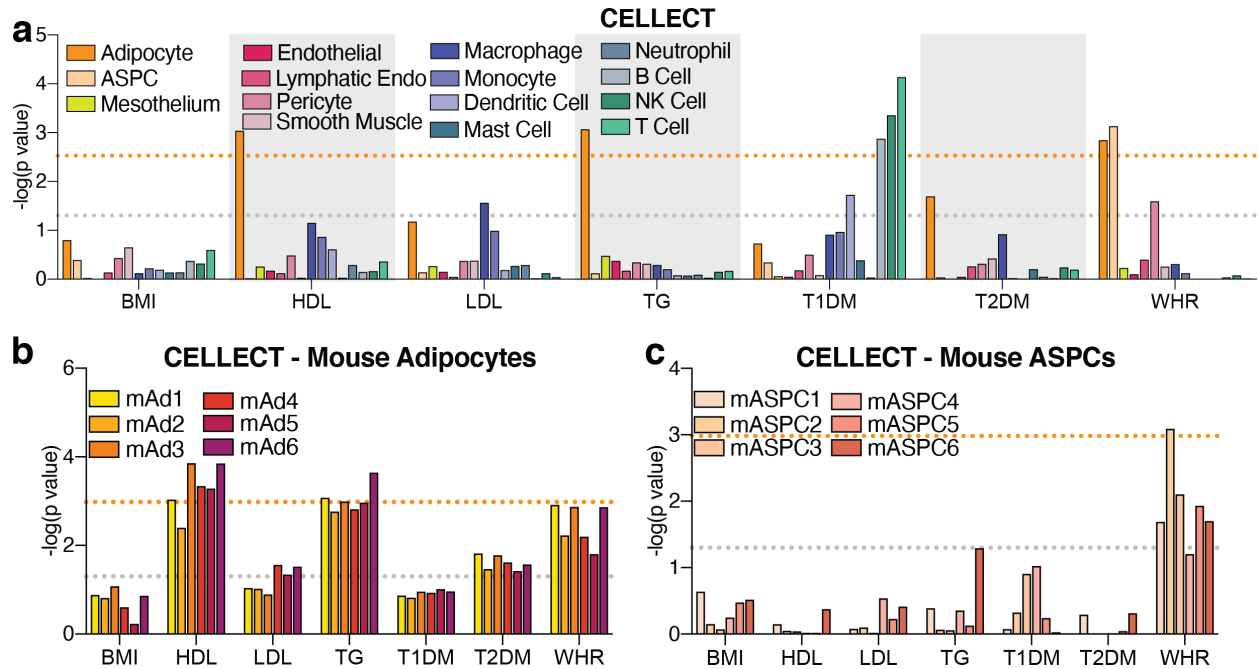 a
CELLECT
5
4
3
2
1
0
-log(p value)
Adipocyte
ASPC
Mesothelium
Endothelial
Lymphatic Endo
Pericyte
Smooth Muscle
Macrophage
Monocyte
Dendritic Cell
Mast Cell
Neutrophil
B Cell
NK Cell
T Cell
BMI HDL LDL TG T1DM T2DM WHR
b
CELLECT - Mouse Adipocytes
6
4
2
0
-log(p value)
mAd1
mAd2
mAd3
mAd4
mAd5
mAd6
BMI HDL LDL TG T1DM T2DM WHR
c
CELLECT - Mouse ASPCs
4
3
2
1
0
-log(p value)
mASPC1
mASPC2
mASPC3
mASPC4
mASPC5
mASPC6
BMI HDL LDL TG T1DM T2DM WHR